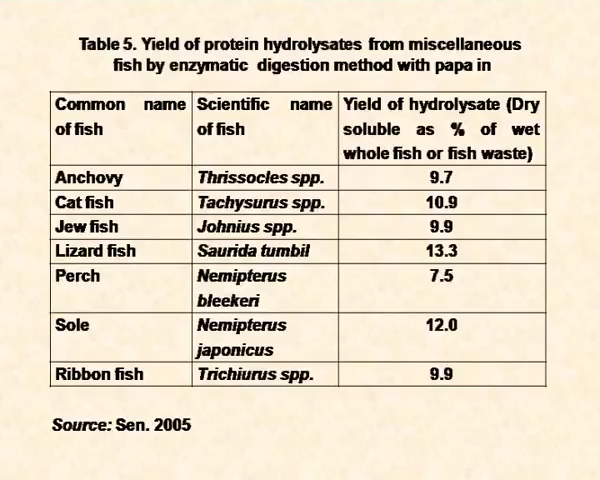 Table 5. Yield of protein hydrolysates from miscellaneous
fish by enzymatic digestion method with papa in
Common name of fish | Scientific name of fish | Yield of hydrolysate (Dry soluble as % of wet whole fish or fish waste)
Anchovy | Thrissocles spp. | 9.7
Cat fish | Tachysurus spp. | 10.9
Jew fish | Johnius spp. | 9.9
Lizard fish | Saurida tumbil | 13.3
Perch | Nemipterus bleekeri | 7.5
Sole | Nemipterus japonicus | 12.0
Ribbon fish | Trichiurus spp. | 9.9
Source: Sen. 2005